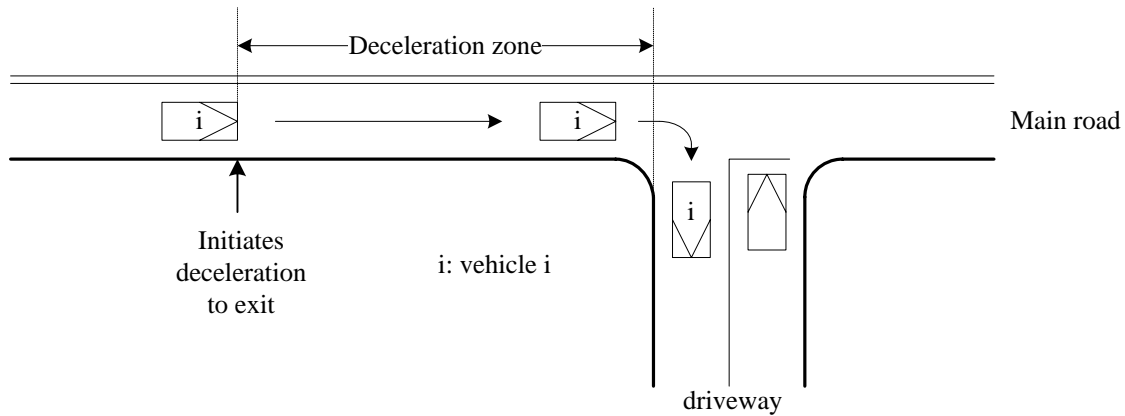 Deceleration zone
i
i
Main road
i
Initiates
deceleration
to exit
i: vehicle i
driveway